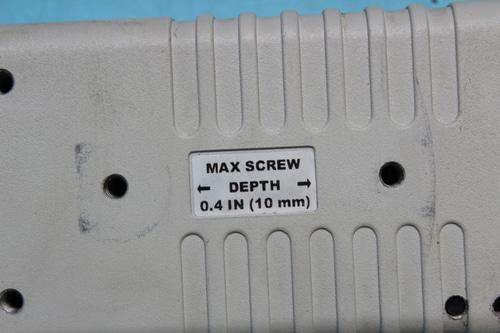 MAX SCREW
← DEPTH →
0.4 IN (10 mm)